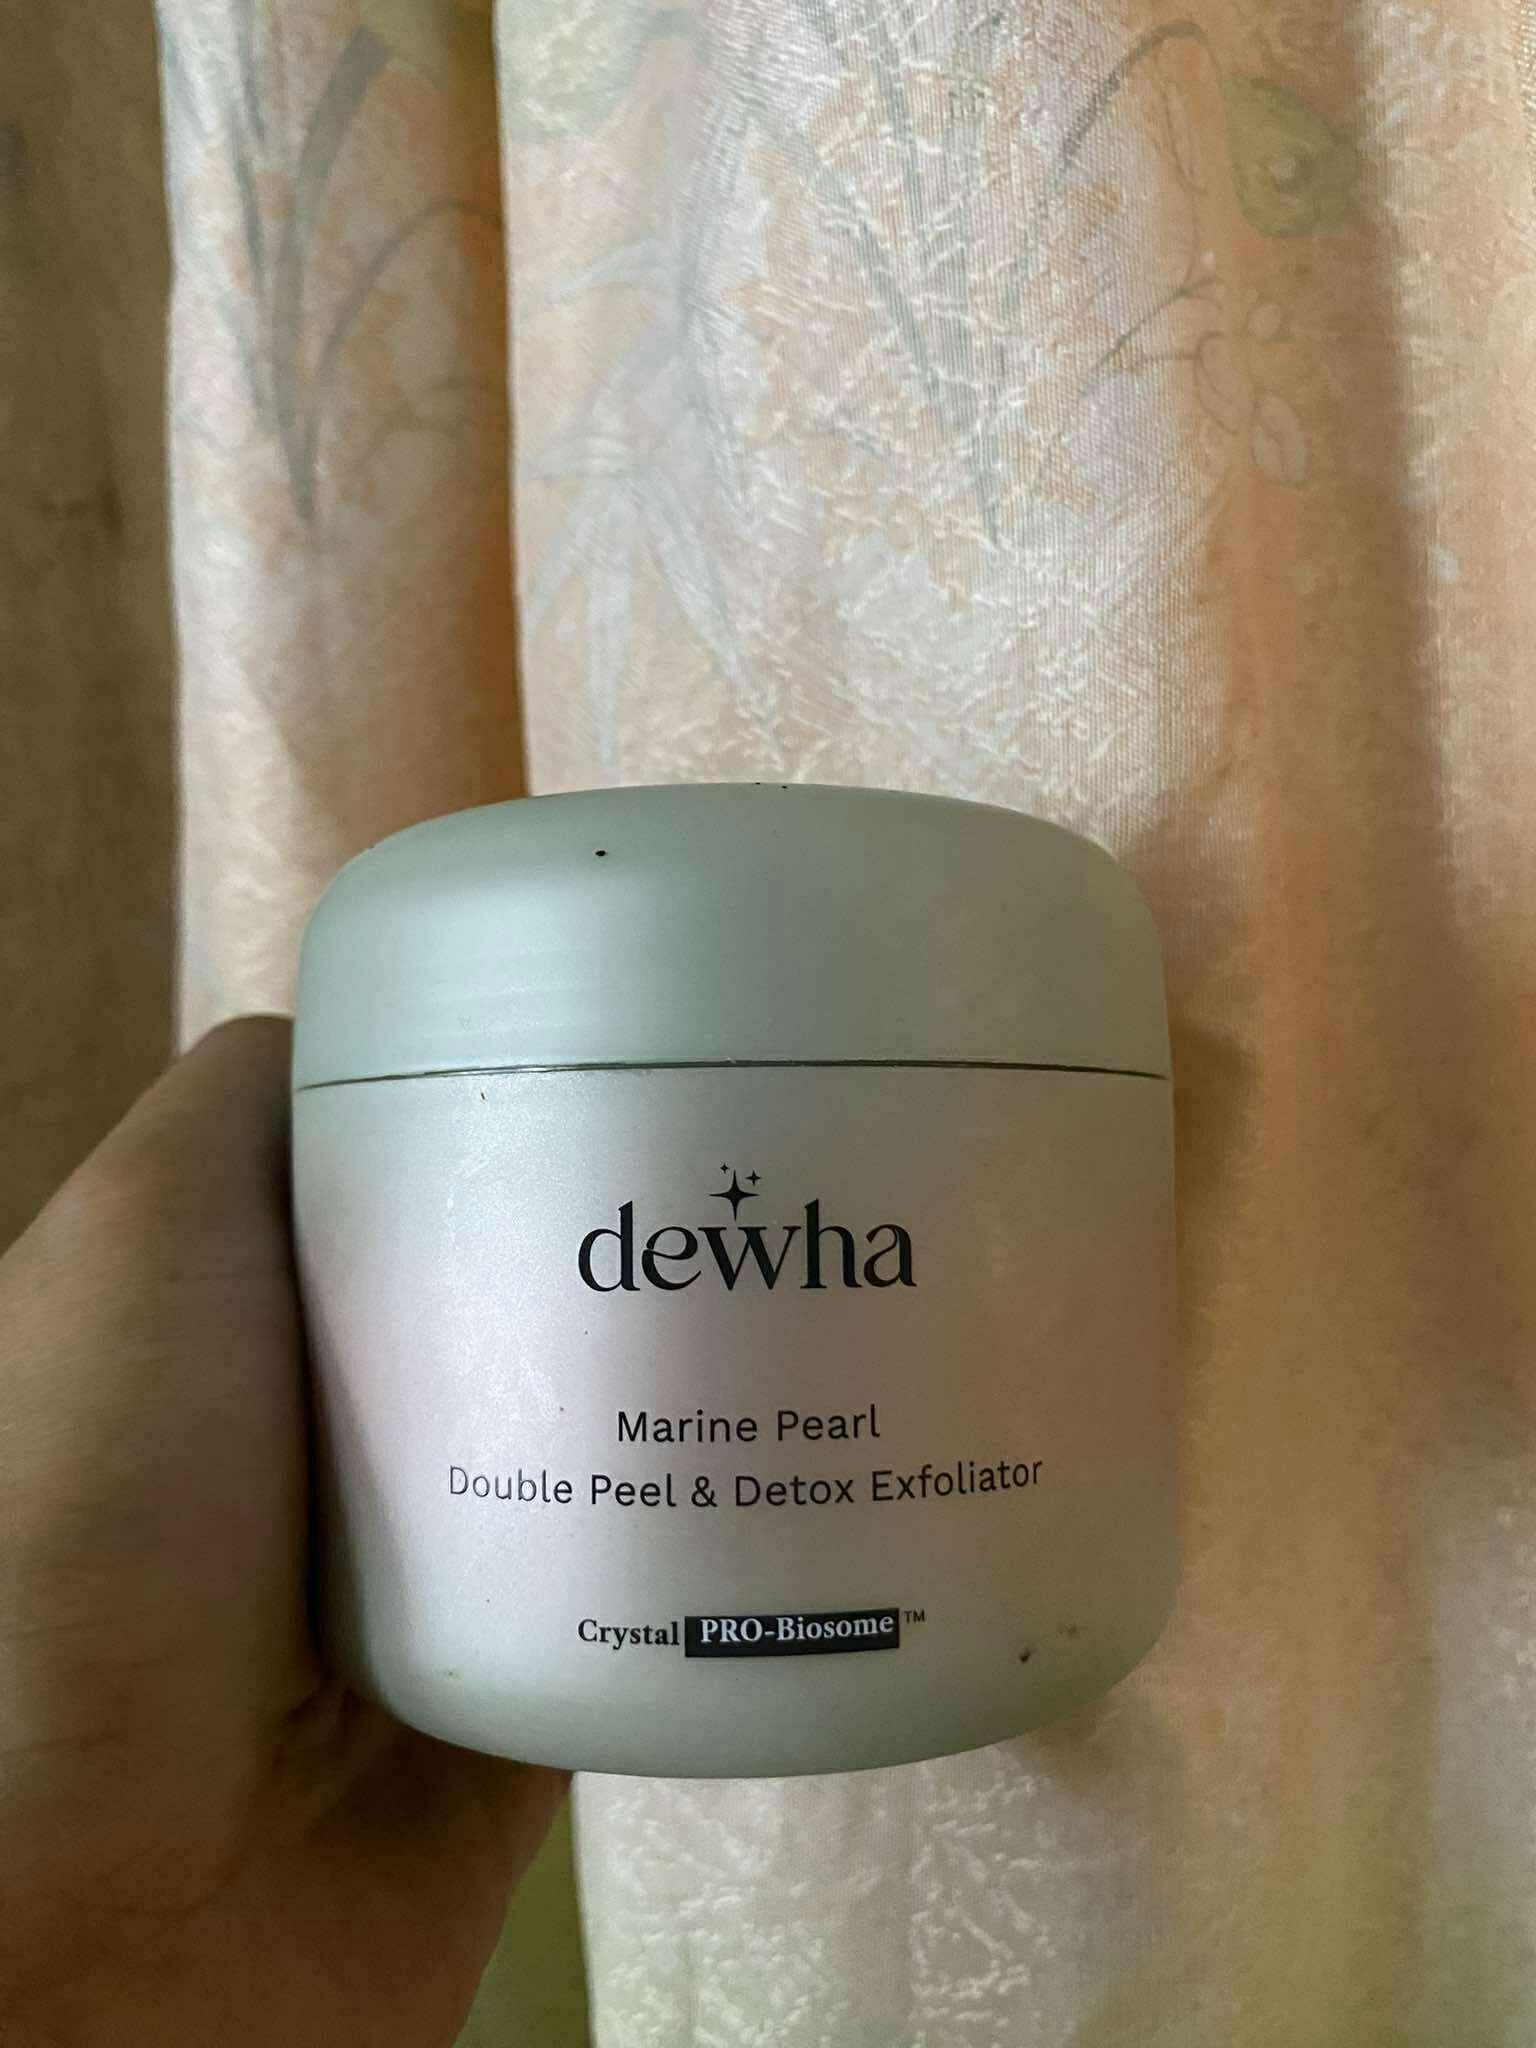 dewha
Marine Pearl
Double Peel & Detox Exfoliator
Crystal PRO-Biosome™